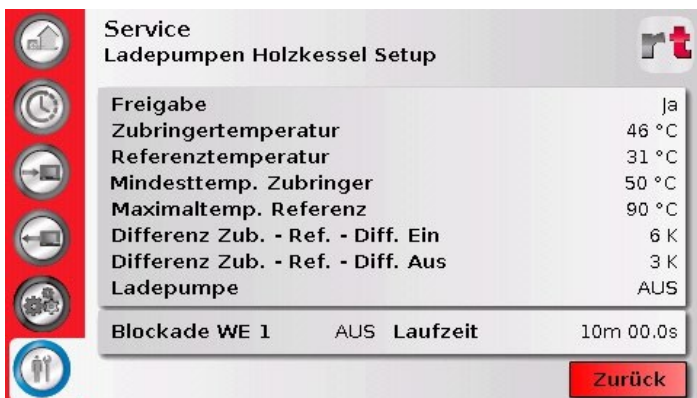 Service
Ladepumpen Holzkessel Setup
rt
Freigabe Ja
Zubringertemperatur 46 °C
Referenztemperatur 31 °C
Mindesttemp. Zubringer 50 °C
Maximaltemp. Referenz 90 °C
Differenz Zub. - Ref. - Diff. Ein 6 K
Differenz Zub. - Ref. - Diff. Aus 3 K
Ladepumpe AUS
Blockade WE 1 AUS Laufzeit 10m 00.0s
Zurück